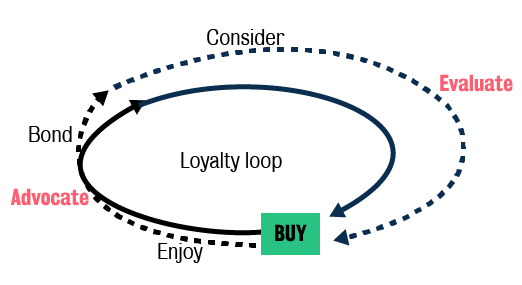 Consider
Evaluate
Bond
Loyalty loop
Advocate
BUY
Enjoy